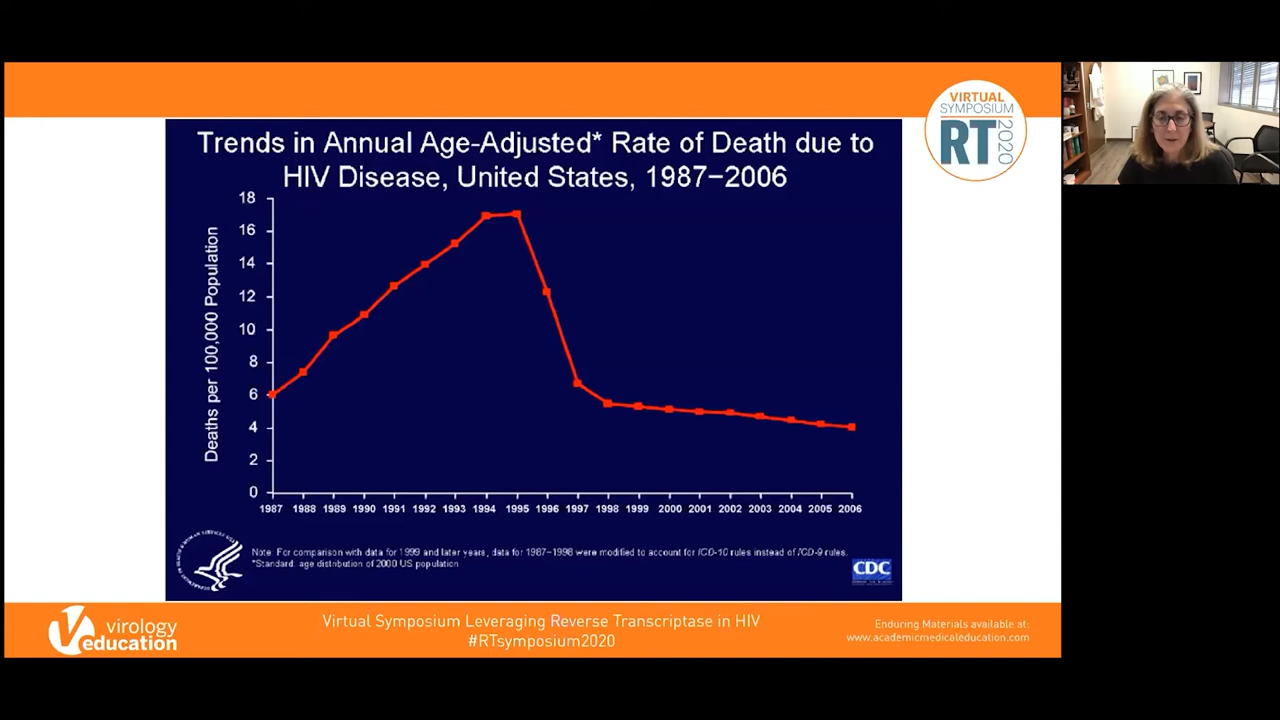 VIRTUAL
SYMPOSIUM
RT
2020
Trends in Annual Age-Adjusted* Rate of Death due to
HIV Disease, United States, 1987−2006
Deaths per 100,000 Population
18
16
14
12
10
8
6
4
2
0
1987 1988 1989 1990 1991 1992 1993 1994 1995 1996 1997 1998 1999 2000 2001 2002 2003 2004 2005 2006
Note: For comparison with data for 1999 and later years, data for 1987−1998 were modified to account for ICD-10 rules instead of ICD-9 rules.
*Standard: age distribution of 2000 US population
CDC
virology
education
Virtual Symposium Leveraging Reverse Transcriptase in HIV
#RTsymposium2020
Enduring Materials available at:
www.academicmedicaleducation.com